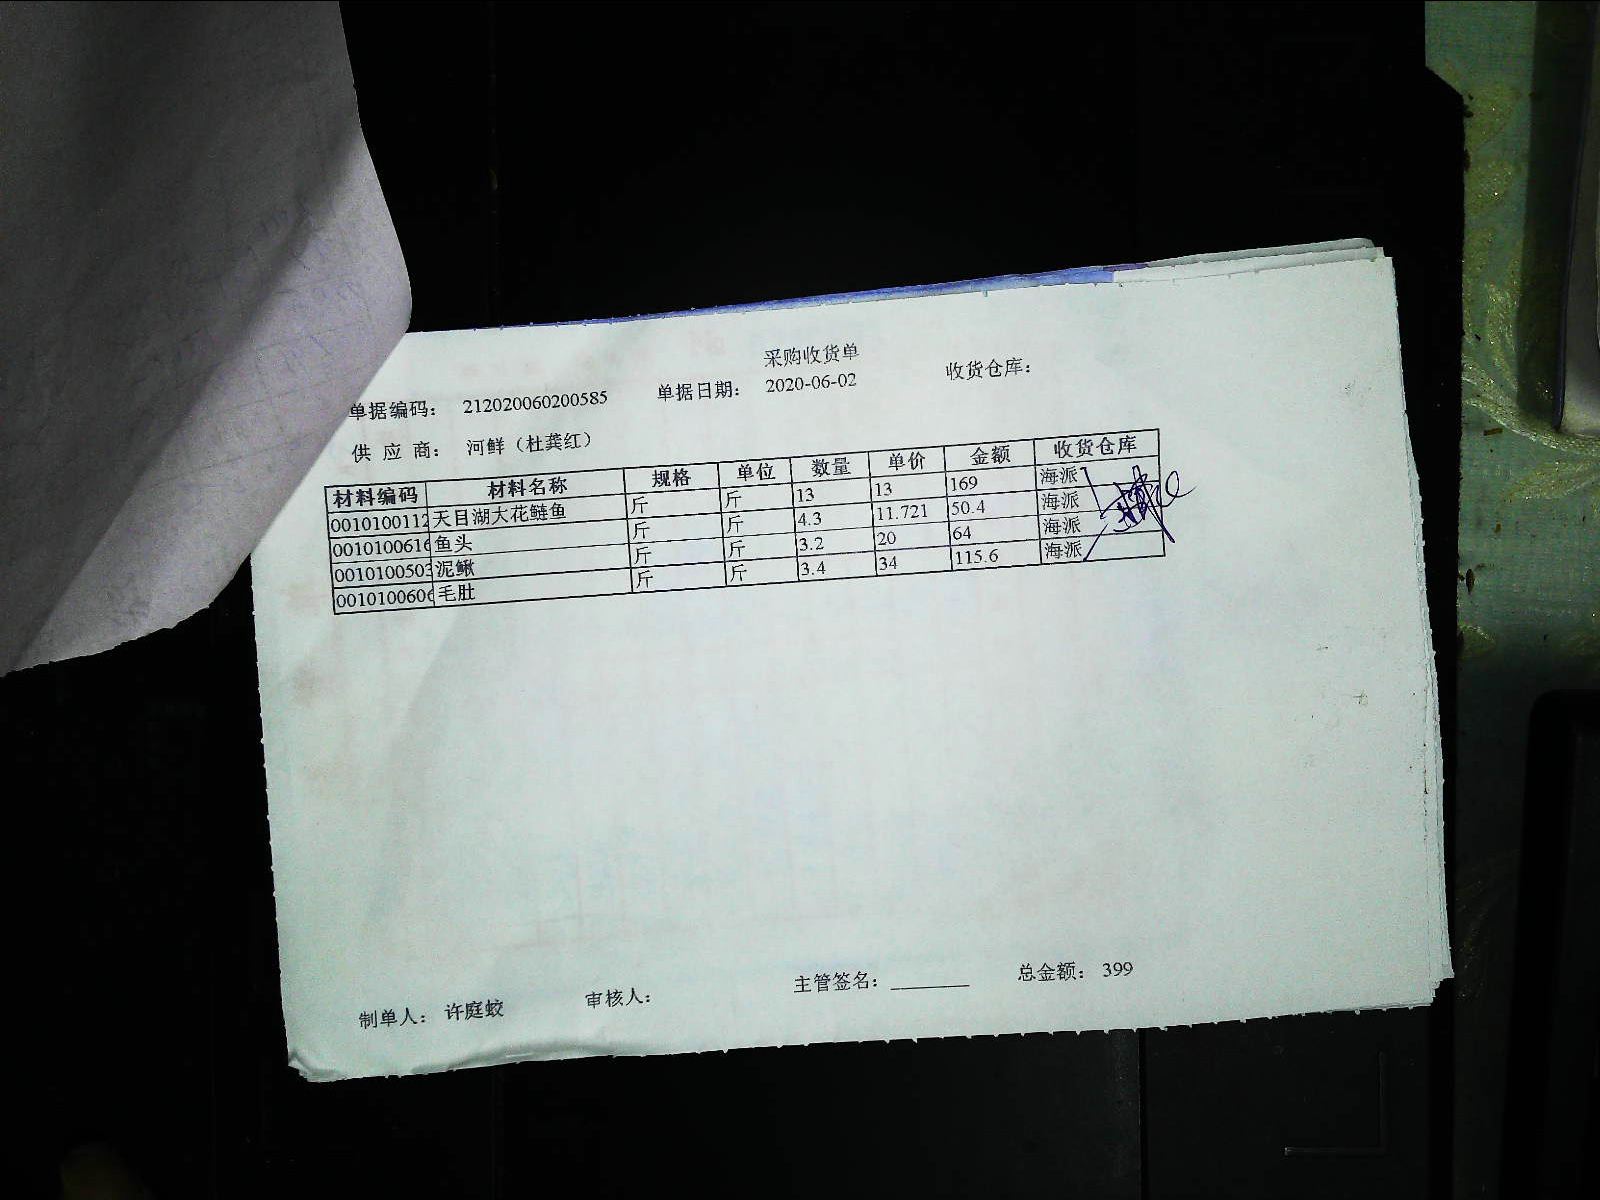 采购收货单
单据编码： 212020060200585 单据日期： 2020-06-02 收货仓库：
供 应 商： 河鲜（杜龚红）
材料编码 材料名称 规格 单位 数量 单价 金额 收货仓库
0010100112 天目湖大花鲢鱼 斤 斤 13 13 169 海派
001010061 鱼头 斤 斤 4.3 11.721 50.4 海派
001010050 泥鳅 斤 斤 3.2 20 64 海派
001010060 毛肚 斤 斤 3.4 34 115.6 海派
制单人： 许庭蛟 审核人： 主管签名：________ 总金额： 399